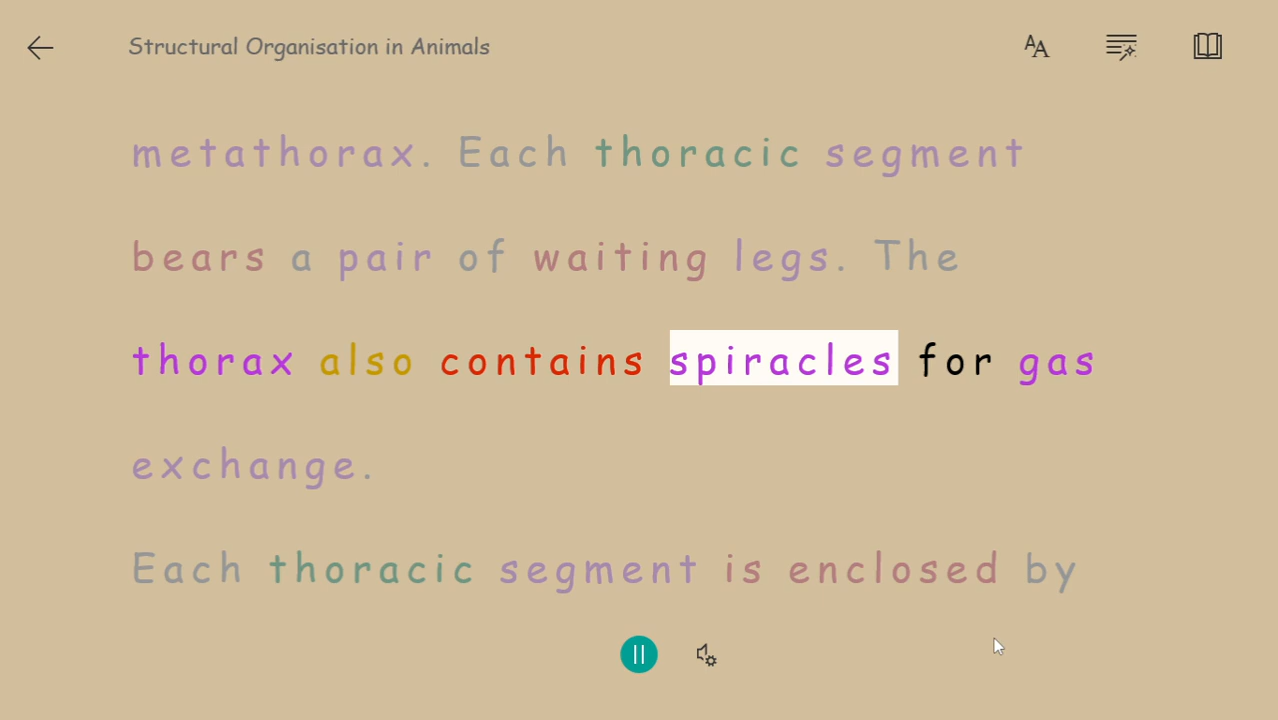 Structural Organisation in Animals
metathorax. Each thoracic segment
bears a pair of waiting legs. The
thorax also contains spiracles for gas
exchange.
Each thoracic segment is enclosed by